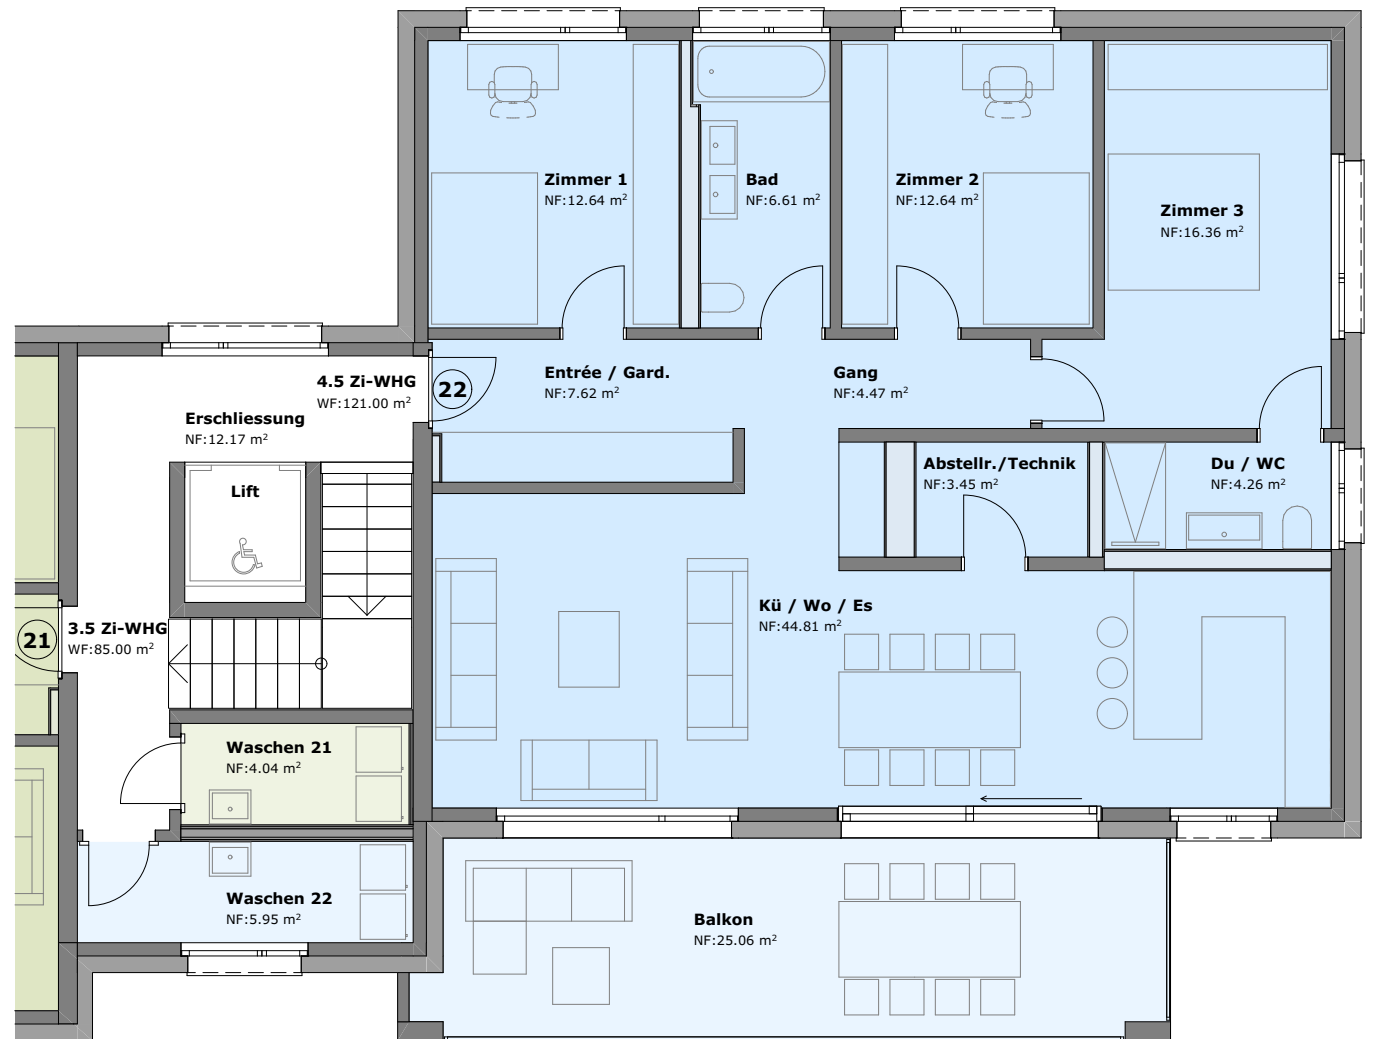 Zimmer 1
NF:12.64 m²
Bad
NF:6.61 m²
Zimmer 2
NF:12.64 m²
Zimmer 3
NF:16.36 m²
4.5 Zi-WHG
WF:121.00 m²
22
Entrée / Gard.
NF:7.62 m²
Gang
NF:4.47 m²
Erschliessung
NF:12.17 m²
Lift
Abstellr./Technik
NF:3.45 m²
Du / WC
NF:4.26 m²
21
3.5 Zi-WHG
WF:85.00 m²
Kü / Wo / Es
NF:44.81 m²
Waschen 21
NF:4.04 m²
Waschen 22
NF:5.95 m²
Balkon
NF:25.06 m²